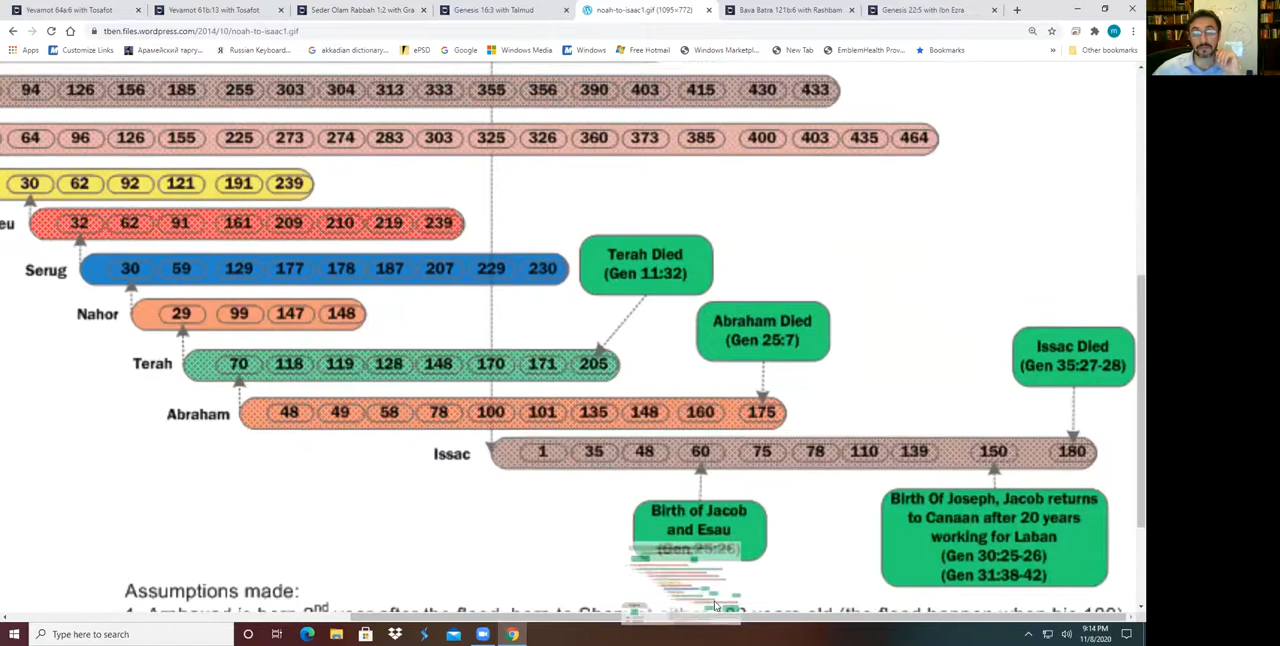 Yevamot 64a:6 with Tosafot
Yevamot 61b:13 with Tosafot
Seder Olam Rabbah 1:2 with Gra
Genesis 16:3 with Talmud
noah-to-isaac1.gif (1095×772)
Bava Batra 121b:6 with Rashbam
Genesis 22:5 with Ibn Ezra
tben.files.wordpress.com/2014/10/noah-to-isaac1.gif
Apps
Customize Links
Арамейский таргу...
Russian Keyboard...
akkadian dictionary...
ePSD
Google
Windows Media
Windows
Free Hotmail
Windows Marketpl...
New Tab
EmblemHealth Prov...
Bookmarks
Other bookmarks
94 126 156 185 255 303 304 313 333 355 356 390 403 415 430 433
64 96 126 155 225 273 274 283 303 325 326 360 373 385 400 403 435 464
30 62 92 121 191 239
eu 32 62 91 161 209 210 219 239
Serug 30 59 129 177 178 187 207 229 230
Terah Died
(Gen 11:32)
Nahor 29 99 147 148
Abraham Died
(Gen 25:7)
Terah 70 118 119 128 148 170 171 205
Issac Died
(Gen 35:27-28)
Abraham 48 49 58 78 100 101 135 148 160 175
Issac 1 35 48 60 75 78 110 139 150 180
Birth of Jacob
and Esau
(Gen 25:26)
Birth Of Joseph, Jacob returns
to Canaan after 20 years
working for Laban
(Gen 30:25-26)
(Gen 31:38-42)
Assumptions made:
Type here to search
9:14 PM
11/8/2020